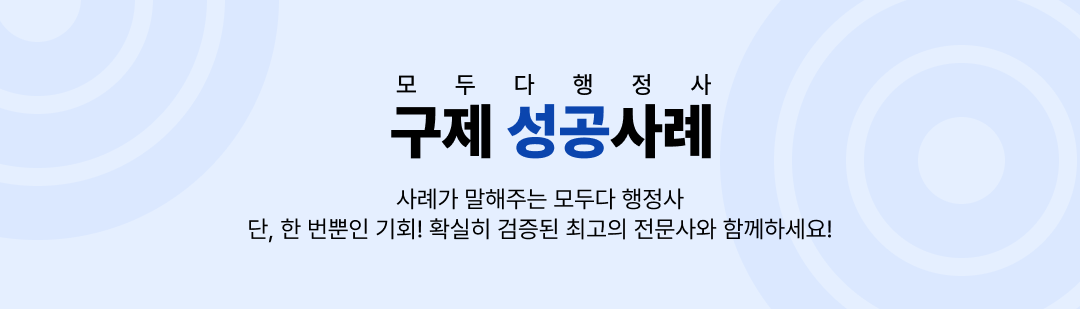 모두다행정사
구제 성공사례
사례가 말해주는 모두다 행정사
단, 한 번뿐인 기회! 확실히 검증된 최고의 전문사와 함께하세요!